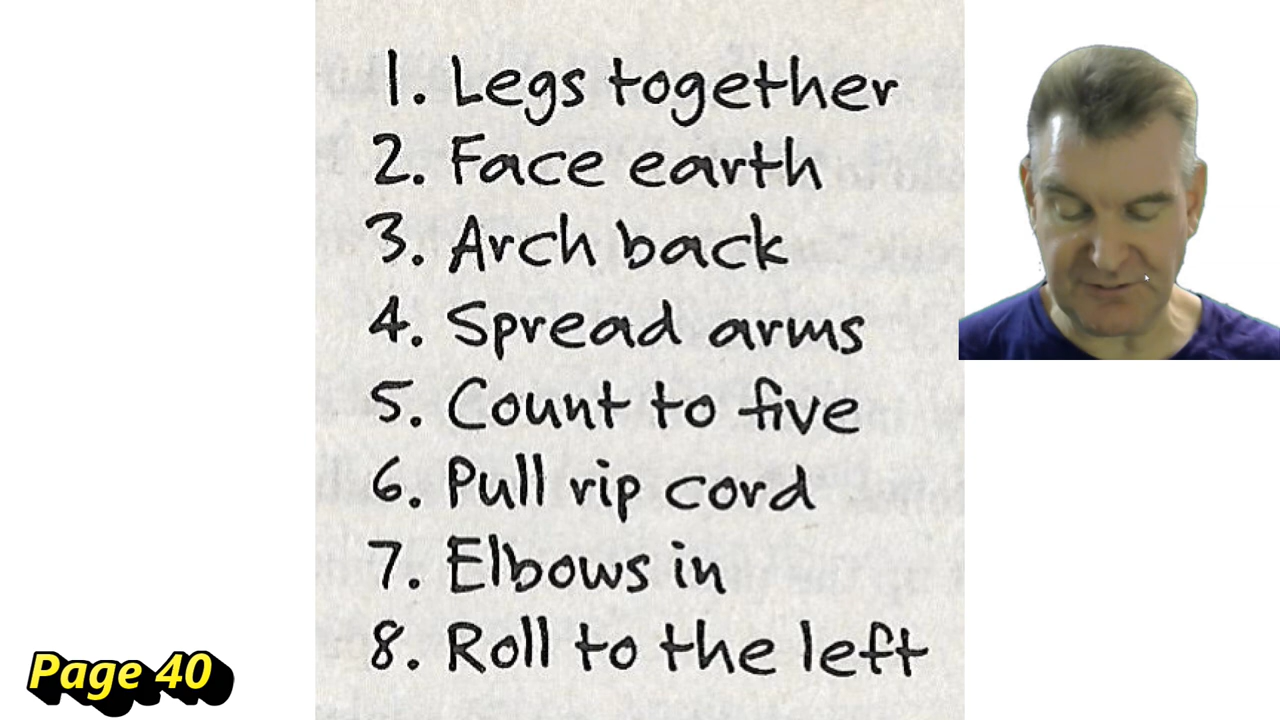 1. Legs together
2. Face earth
3. Arch back
4. Spread arms
5. Count to five
6. Pull rip cord
7. Elbows in
8. Roll to the left
Page 40